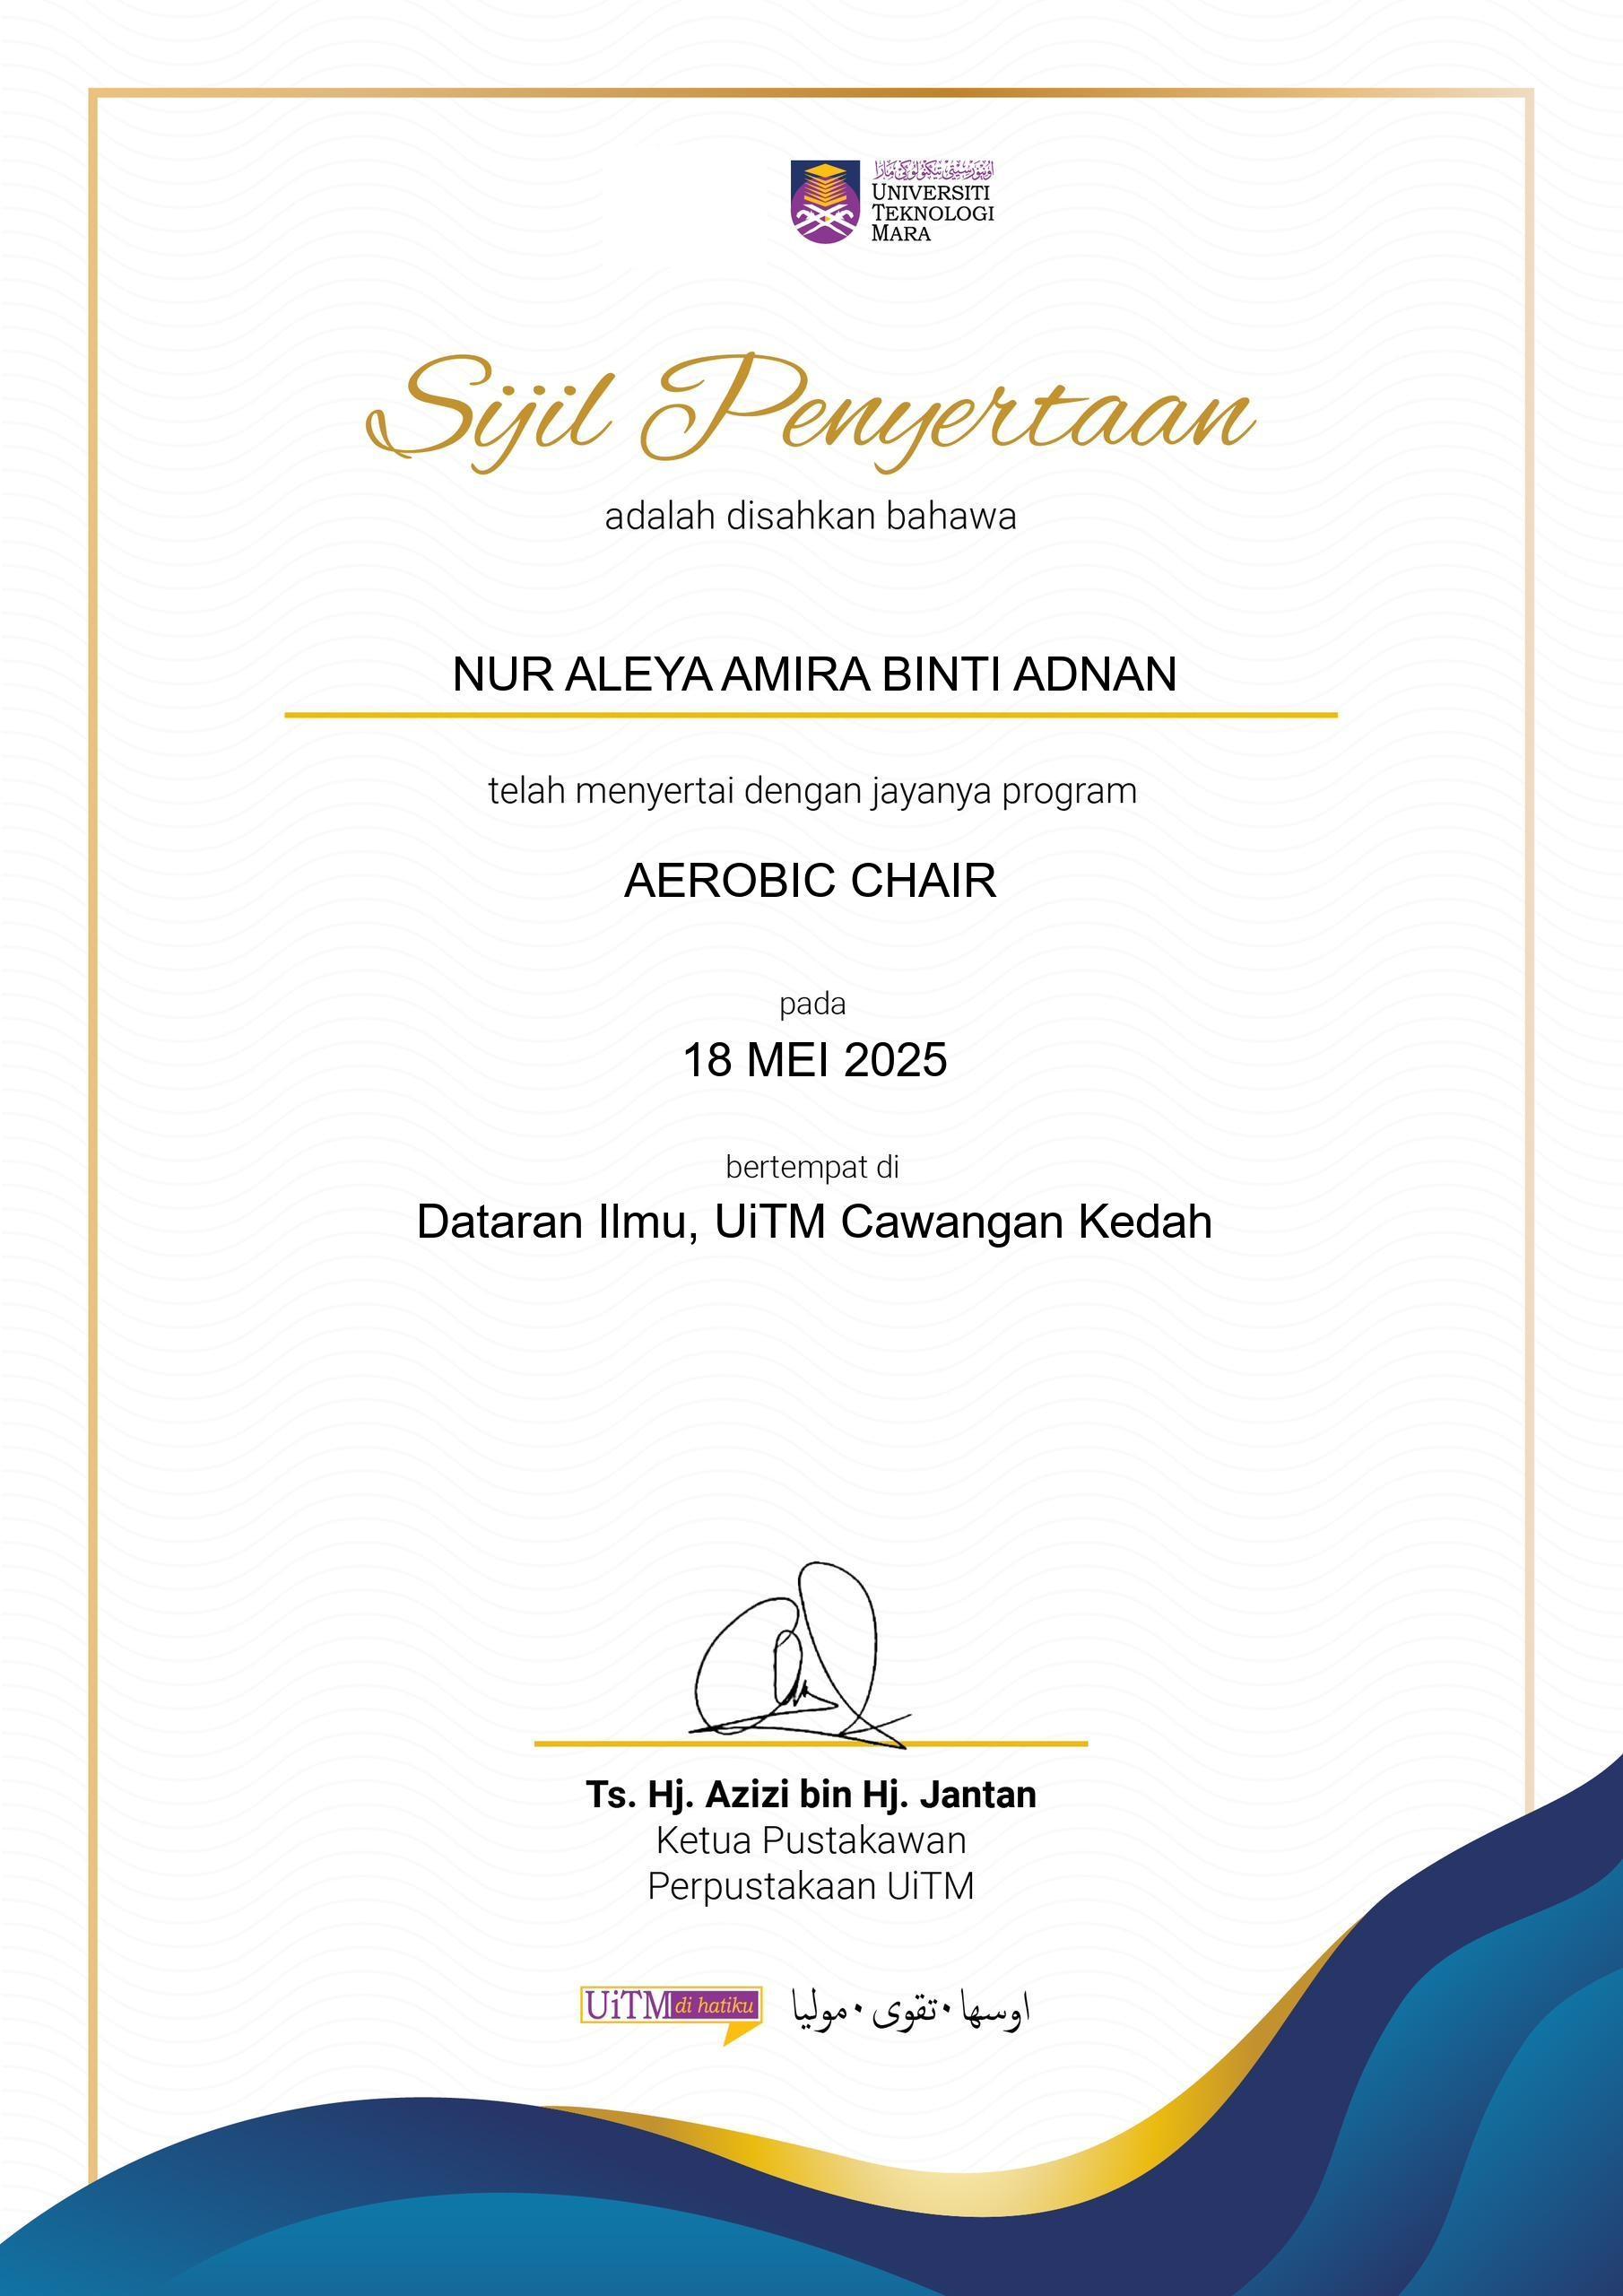 اونيۏرسيتي تيكنولوڬي مارا
UNIVERSITI
TEKNOLOGI
MARA
Sijil Penyertaan
adalah disahkan bahawa
NUR ALEYA AMIRA BINTI ADNAN
telah menyertai dengan jayanya program
AEROBIC CHAIR
pada
18 MEI 2025
bertempat di
Dataran Ilmu, UiTM Cawangan Kedah
Ts. Hj. Azizi bin Hj. Jantan
Ketua Pustakawan
Perpustakaan UiTM
UiTM di hatiku
اوسها•تقوى•موليا